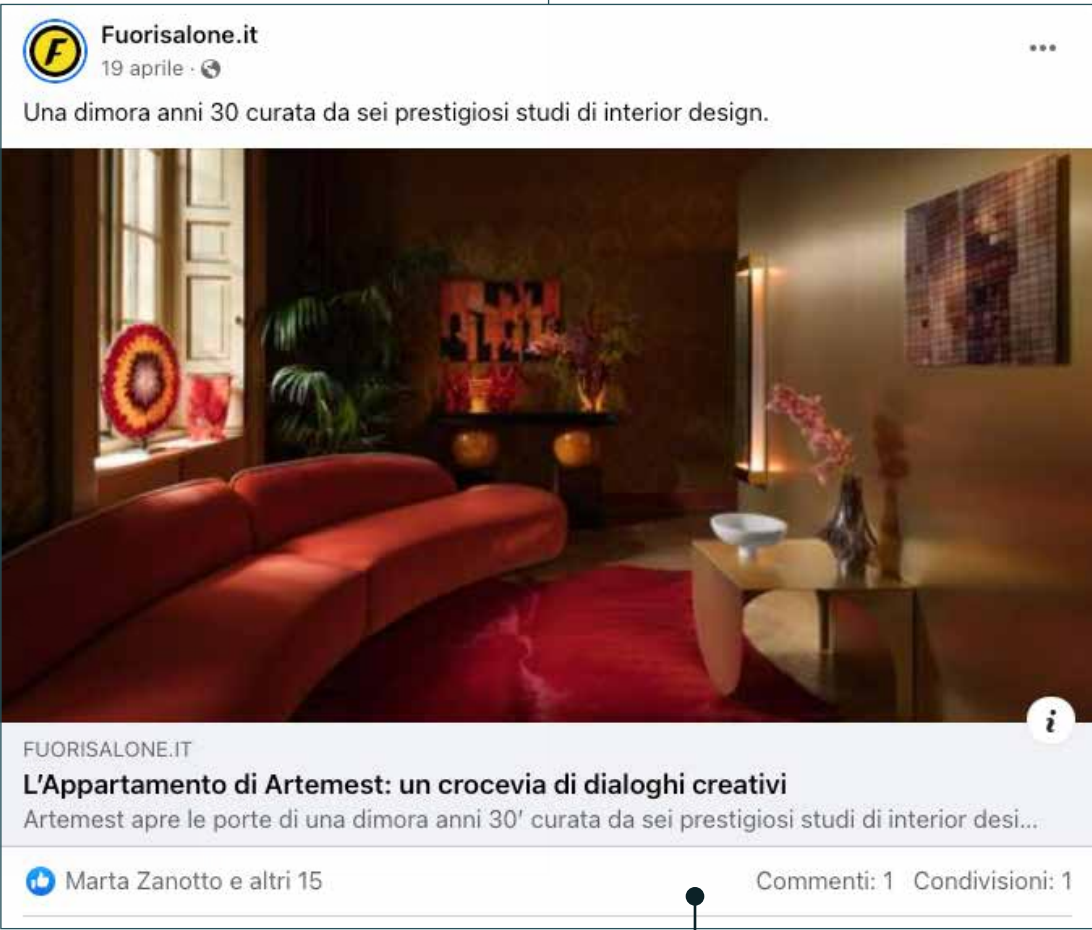 Fuorisalone.it
19 aprile ·
Una dimora anni 30 curata da sei prestigiosi studi di interior design.
FUORISALONE.IT
L'Appartamento di Artemest: un crocevia di dialoghi creativi
Artemest apre le porte di una dimora anni 30' curata da sei prestigiosi studi di interior desi...
Marta Zanotto e altri 15
Commenti: 1 Condivisioni: 1